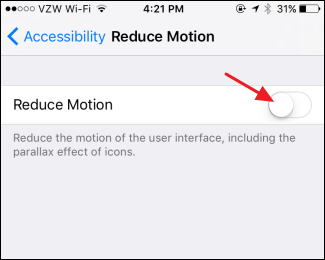 VZW Wi-Fi 4:21 PM 31%
Accessibility Reduce Motion
Reduce Motion
Reduce the motion of the user interface, including the
parallax effect of icons.